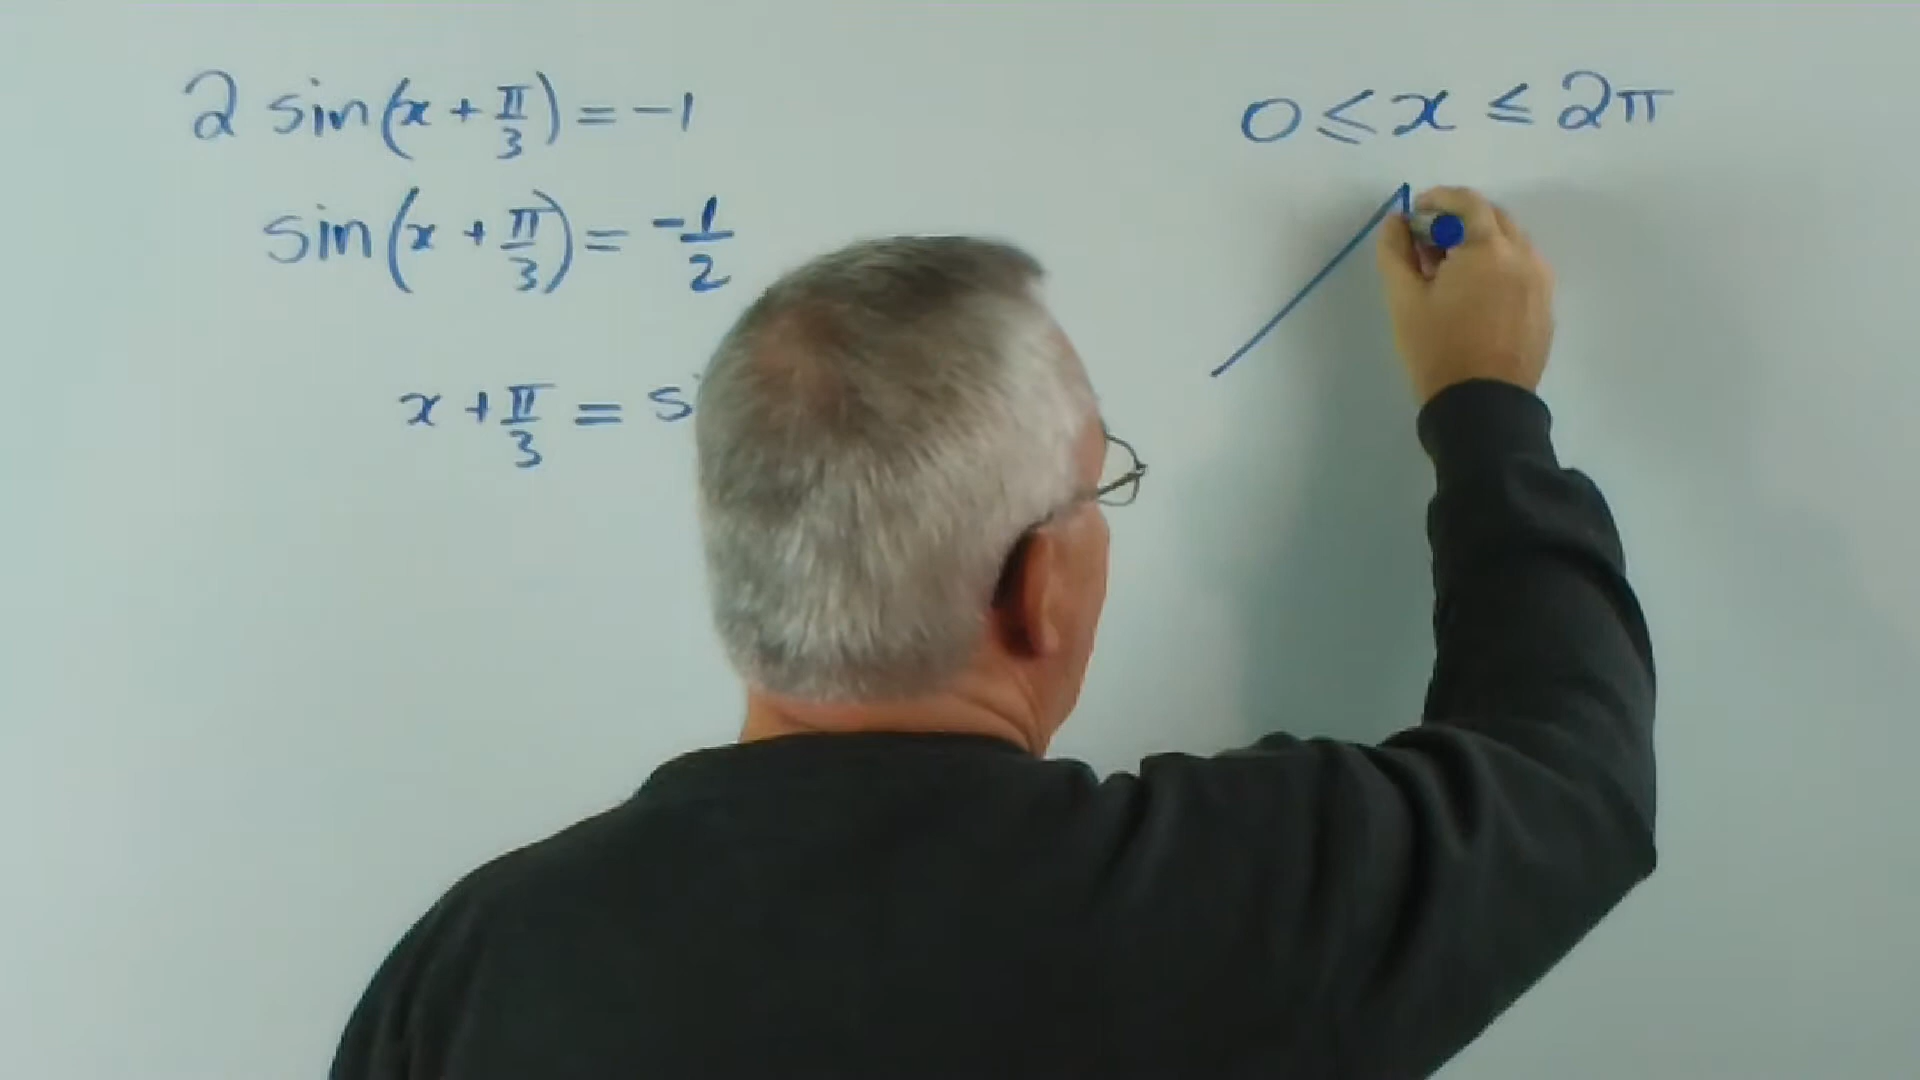 2 sin(x + π/3) = -1
0 ≤ x ≤ 2π
sin(x + π/3) = -1/2
x + π/3 = s